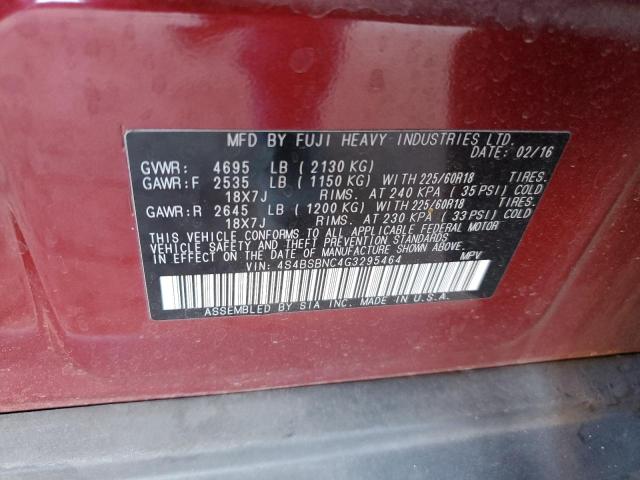 MFD BY FUJI HEAVY INDUSTRIES LTD.
DATE: 02/16
GVWR: 4695 LB ( 2130 KG)
GAWR:F 2535 LB ( 1150 KG) WITH 225/60R18 TIRES.
18X7J RIMS. AT 240 KPA ( 35 PSI) COLD
GAWR:R 2645 LB ( 1200 KG) WITH 225/60R18 TIRES.
18X7J RIMS. AT 230 KPA ( 33 PSI) COLD
THIS VEHICLE CONFORMS TO ALL APPLICABLE FEDERAL MOTOR
VEHICLE SAFETY AND THEFT PREVENTION STANDARDS
IN EFFECT ON THE DATE OF MANUFACTURE SHOWN ABOVE.
VIN: 4S4BSBNC4G3295464 MPV
ASSEMBLED BY SIA INC. MADE IN U.S.A.